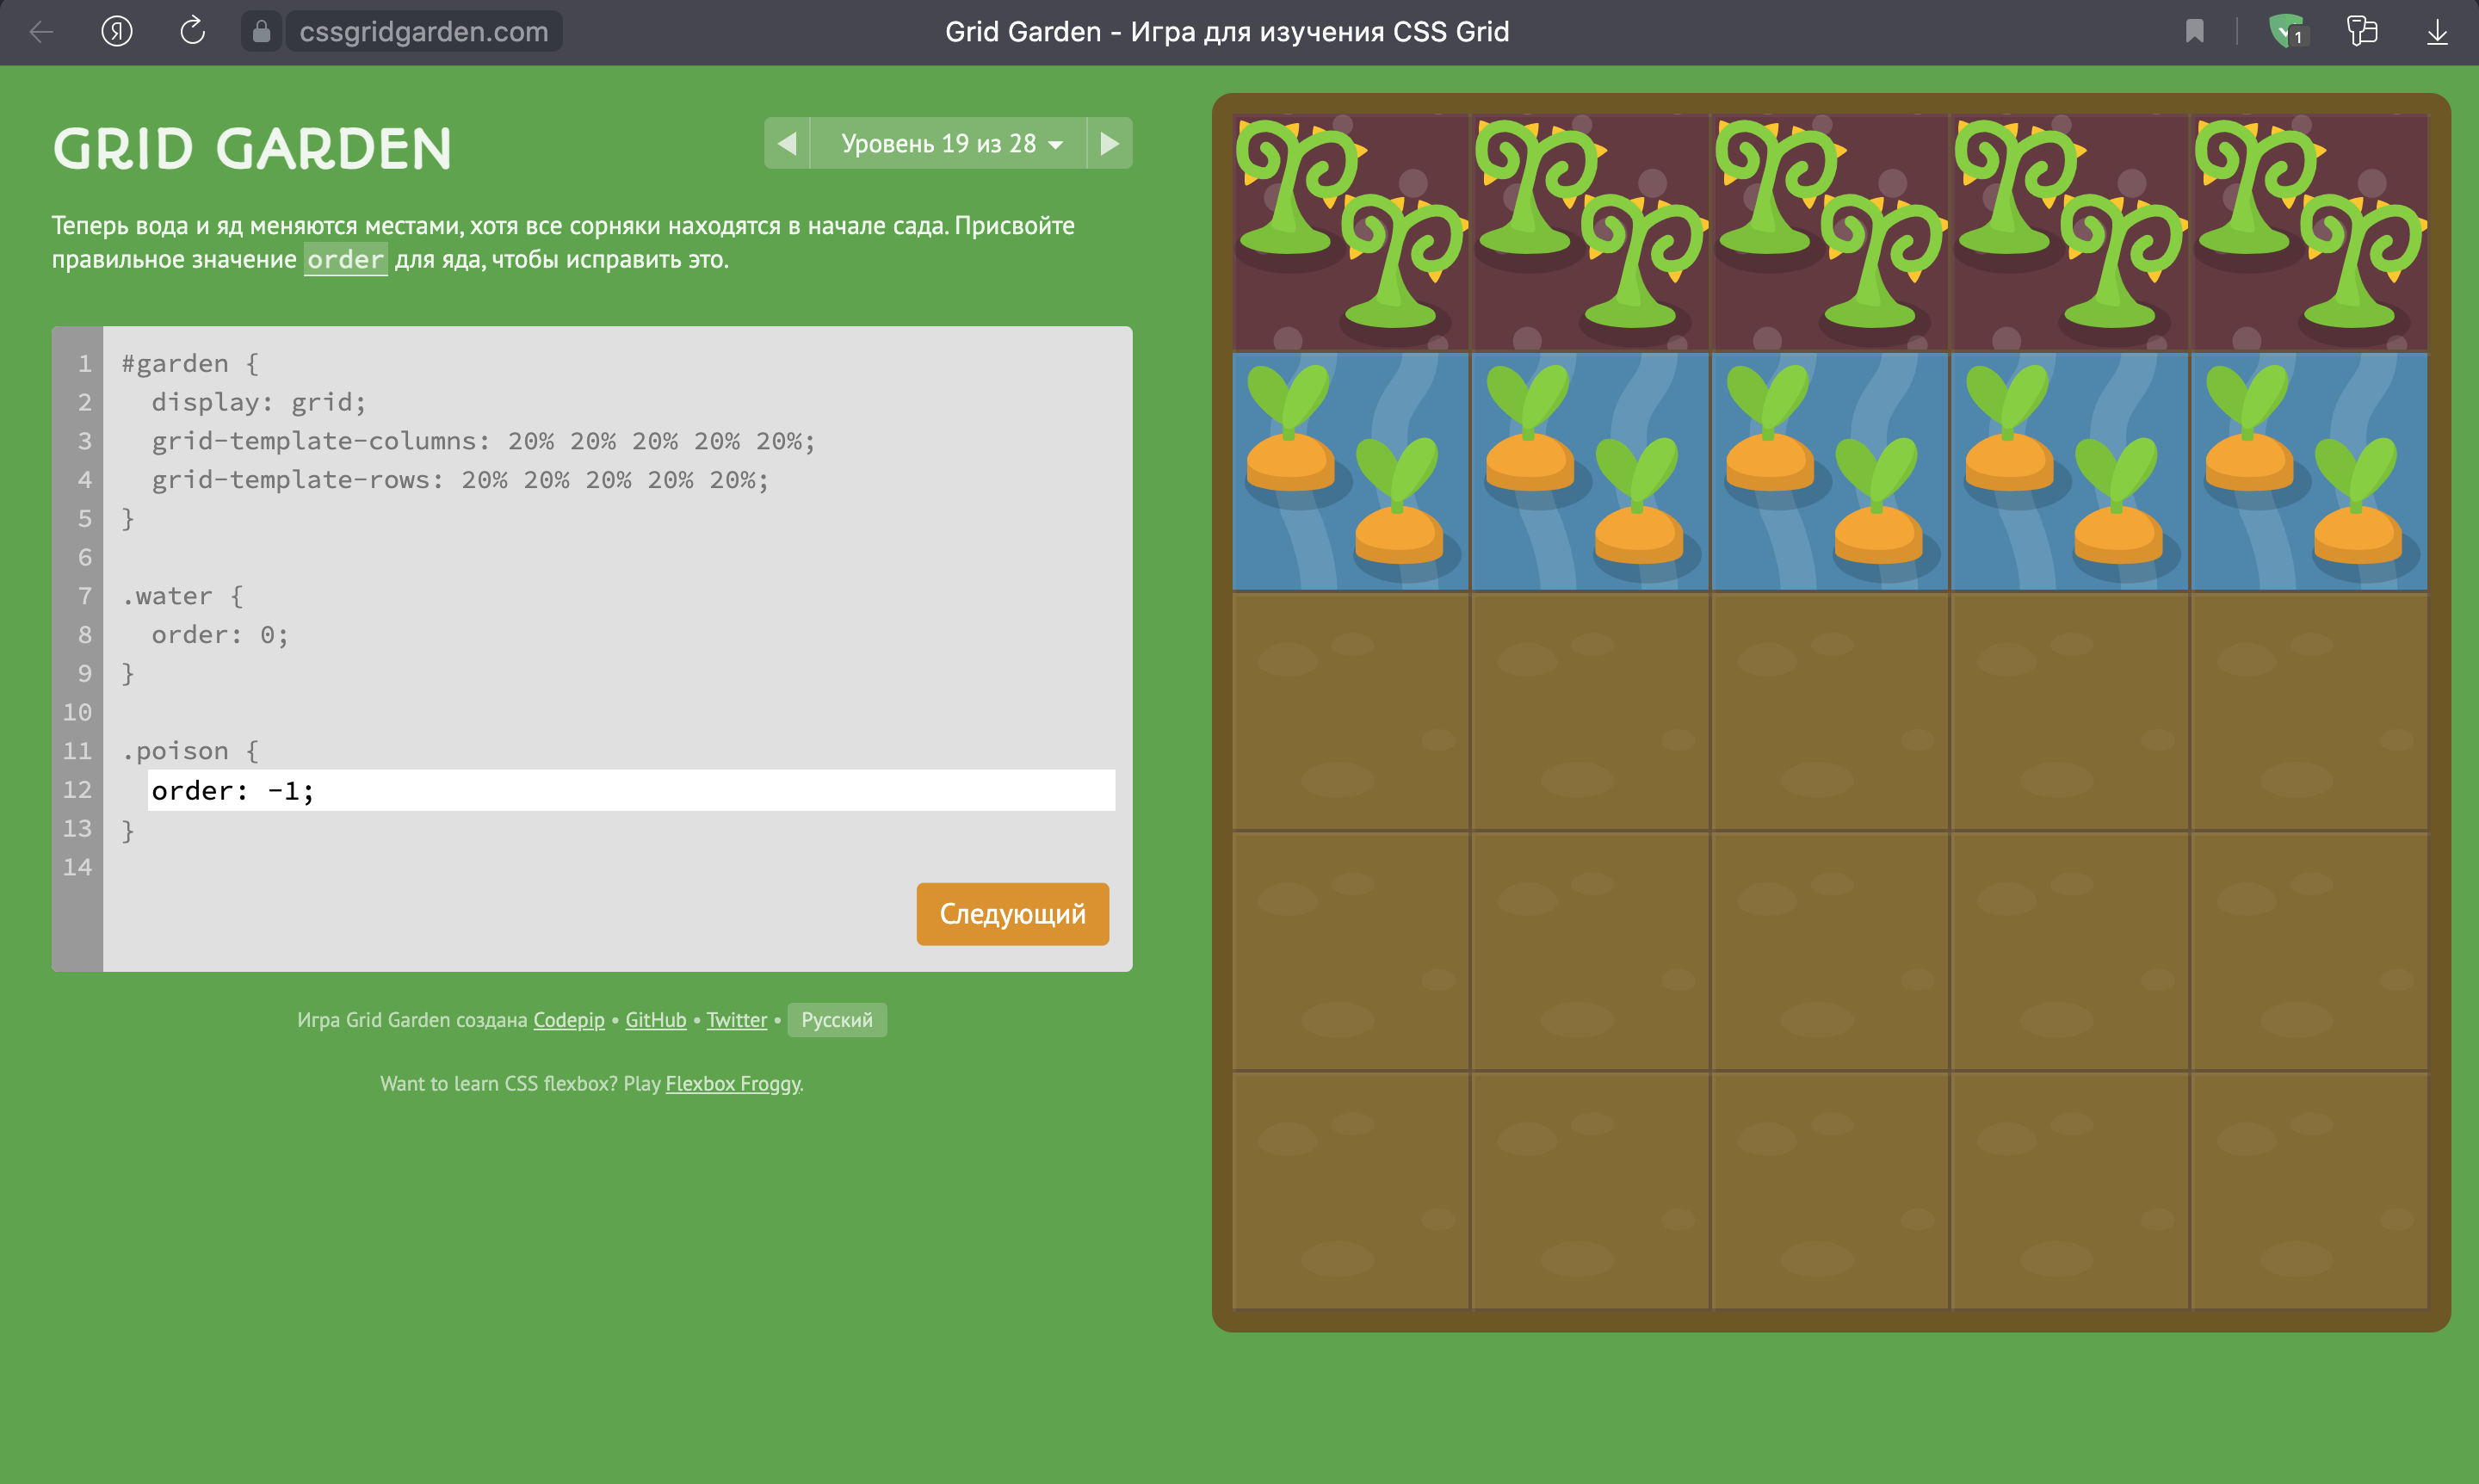 cssgridgarden.com
Grid Garden - Игра для изучения CSS Grid
1
GRID GARDEN
Уровень 19 из 28
Теперь вода и яд меняются местами, хотя все сорняки находятся в начале сада. Присвойте
правильное значение order для яда, чтобы исправить это.
1 #garden {
2 display: grid;
3 grid-template-columns: 20% 20% 20% 20% 20%;
4 grid-template-rows: 20% 20% 20% 20% 20%;
5 }
6
7 .water {
8 order: 0;
9 }
10
11 .poison {
12 order: -1;
13 }
14
Следующий
Игра Grid Garden создана Codepip • GitHub • Twitter • Русский
Want to learn CSS flexbox? Play Flexbox Froggy.